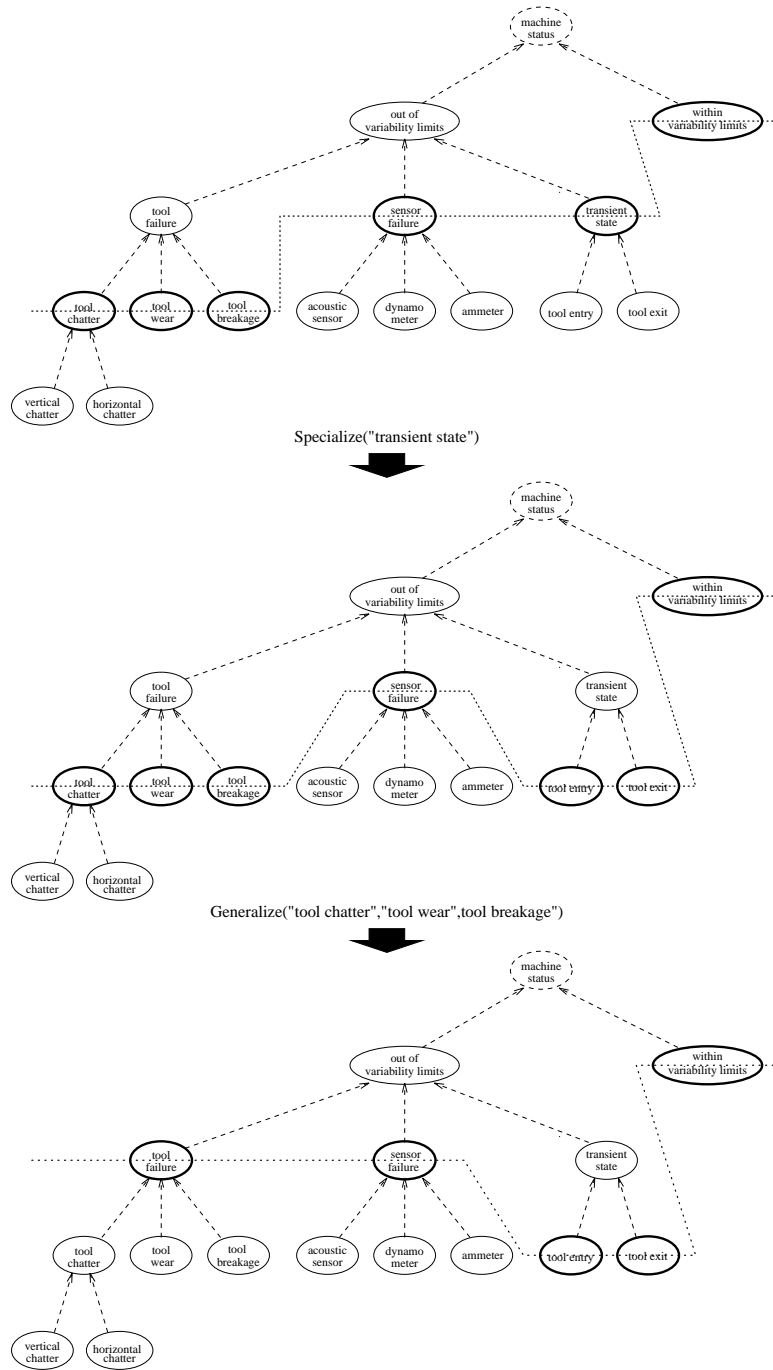 machine
status
out of
variability limits
within
variability limits
tool
failure
sensor
failure
transient
state
tool
chatter
tool
wear
tool
breakage
acoustic
sensor
dynamo
meter
ammeter
tool entry
tool exit
vertical
chatter
horizontal
chatter
Specialize("transient state")
machine
status
out of
variability limits
within
variability limits
tool
failure
sensor
failure
transient
state
tool
chatter
tool
wear
tool
breakage
acoustic
sensor
dynamo
meter
ammeter
tool entry
tool exit
vertical
chatter
horizontal
chatter
Generalize("tool chatter","tool wear",tool breakage")
machine
status
out of
variability limits
within
variability limits
tool
failure
sensor
failure
transient
state
tool
chatter
tool
wear
tool
breakage
acoustic
sensor
dynamo
meter
ammeter
tool entry
tool exit
vertical
chatter
horizontal
chatter